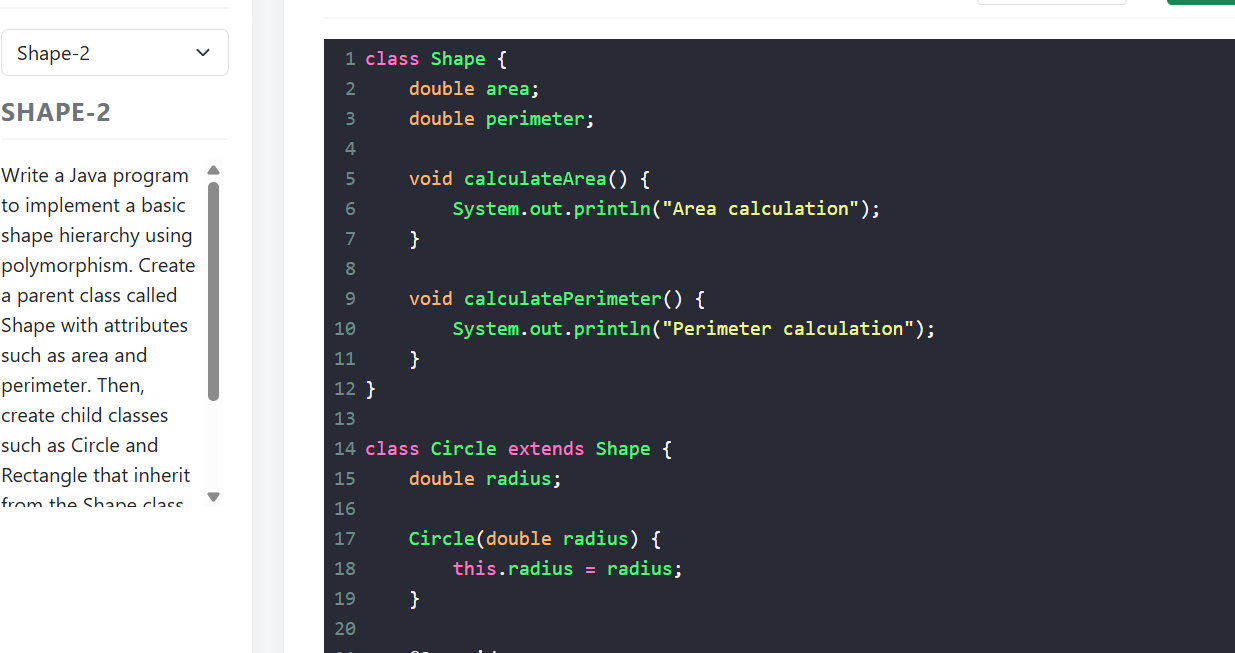 Shape-2
SHAPE-2
Write a Java program
to implement a basic
shape hierarchy using
polymorphism. Create
a parent class called
Shape with attributes
such as area and
perimeter. Then,
create child classes
such as Circle and
Rectangle that inherit
from the Shape class
1 class Shape {
2     double area;
3     double perimeter;
4
5     void calculateArea() {
6         System.out.println("Area calculation");
7     }
8
9     void calculatePerimeter() {
10         System.out.println("Perimeter calculation");
11     }
12 }
13
14 class Circle extends Shape {
15     double radius;
16
17     Circle(double radius) {
18         this.radius = radius;
19     }
20